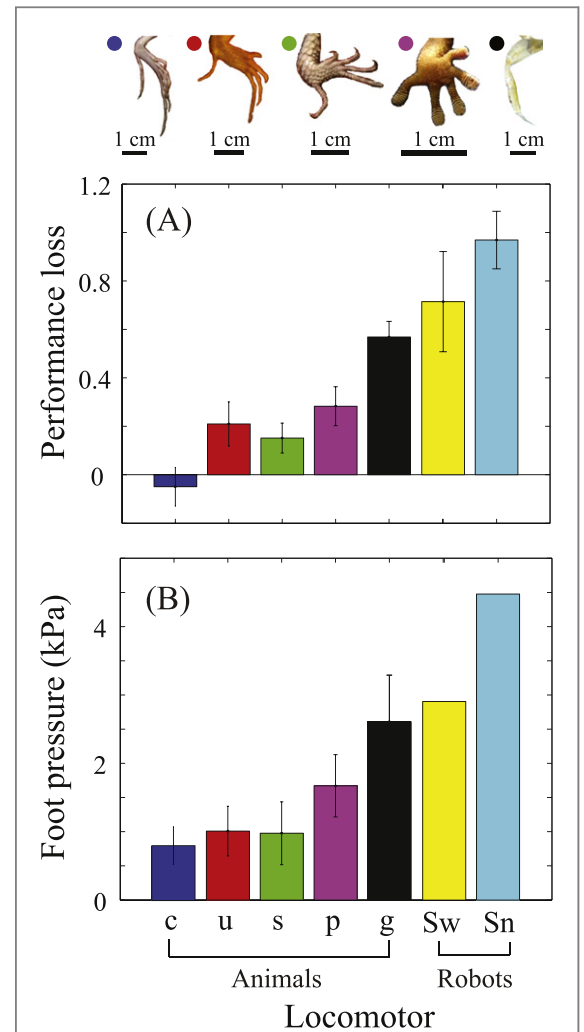 1 cm 1 cm 1 cm 1 cm 1 cm
1.2
(A)
0.8
0.4
0
Performance loss
(B)
4
2
0
Foot pressure (kPa)
c u s p g Sw Sn
Animals Robots
Locomotor